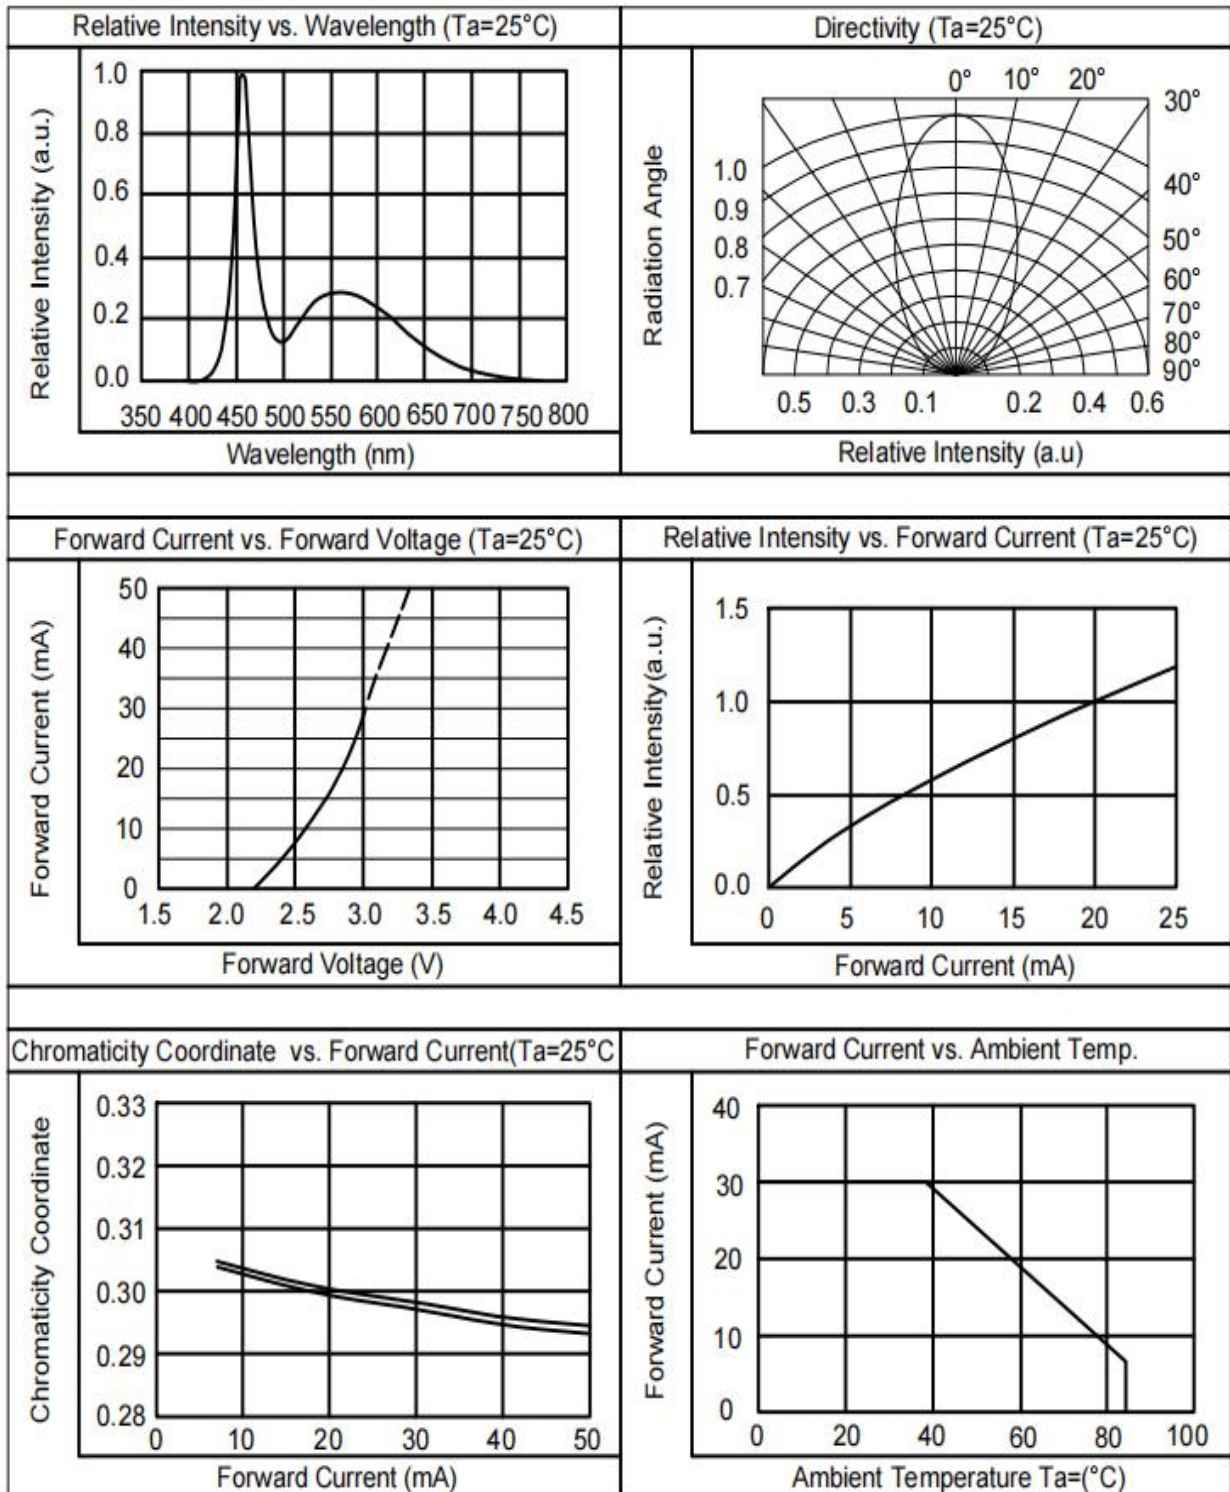 Relative Intensity vs. Wavelength (Ta=25°C)
Relative Intensity (a.u.)
1.0
0.8
0.6
0.4
0.2
0.0
350 400 450 500 550 600 650 700 750 800
Wavelength (nm)
Directivity (Ta=25°C)
Radiation Angle
0° 10° 20°
30°
40°
50°
60°
70°
80°
90°
1.0
0.9
0.8
0.7
0.5 0.3 0.1 0.2 0.4 0.6
Relative Intensity (a.u)
Forward Current vs. Forward Voltage (Ta=25°C)
Forward Current (mA)
50
40
30
20
10
0
1.5 2.0 2.5 3.0 3.5 4.0 4.5
Forward Voltage (V)
Relative Intensity vs. Forward Current (Ta=25°C)
Relative Intensity(a.u.)
1.5
1.0
0.5
0.0
0 5 10 15 20 25
Forward Current (mA)
Chromaticity Coordinate vs. Forward Current(Ta=25°C
Chromaticity Coordinate
0.33
0.32
0.31
0.30
0.29
0.28
0 10 20 30 40 50
Forward Current (mA)
Forward Current vs. Ambient Temp.
Forward Current (mA)
40
30
20
10
0
0 20 40 60 80 100
Ambient Temperature Ta=(°C)